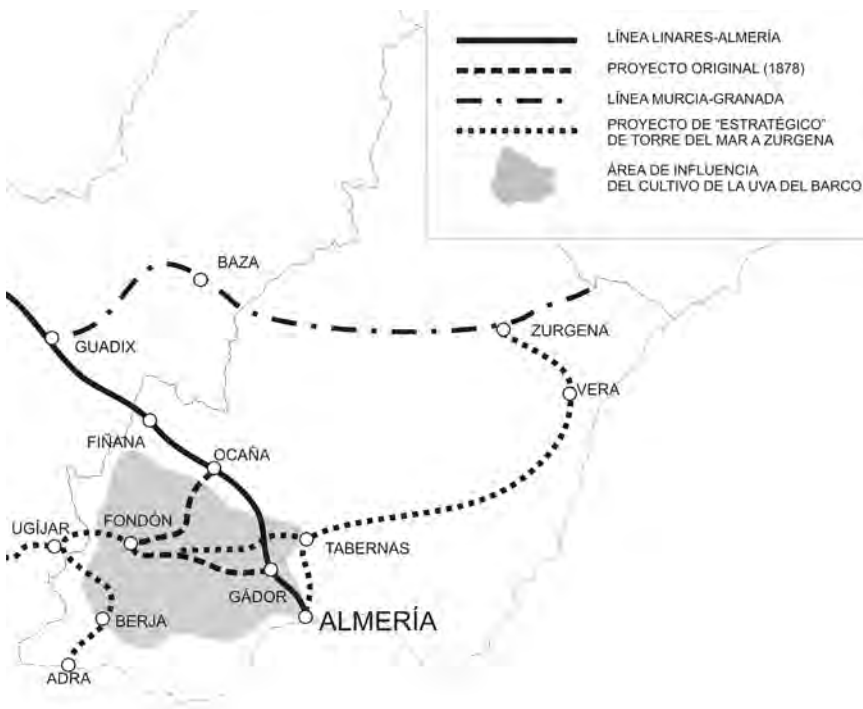 LÍNEA LINARES-ALMERÍA
PROYECTO ORIGINAL (1878)
LÍNEA MURCIA-GRANADA
PROYECTO DE “ESTRATÉGICO”
DE TORRE DEL MAR A ZURGENA
ÁREA DE INFLUENCIA
DEL CULTIVO DE LA UVA DEL BARCO
BAZA
ZURGENA
GUADIX
VERA
FIÑANA
OCAÑA
UGÍJAR
FONDÓN
TABERNAS
GÁDOR
BERJA
ALMERÍA
ADRA